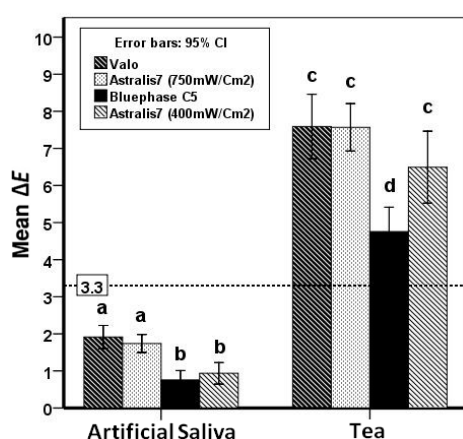 10
9
8
7
6
5
4
3
2
1
0
Mean ΔE
Error bars: 95% CI
Valo
Astralis7 (750mW/Cm2)
Bluephase C5
Astralis7 (400mW/Cm2)
3.3
a a b b
c c d c
Artificial Saliva Tea